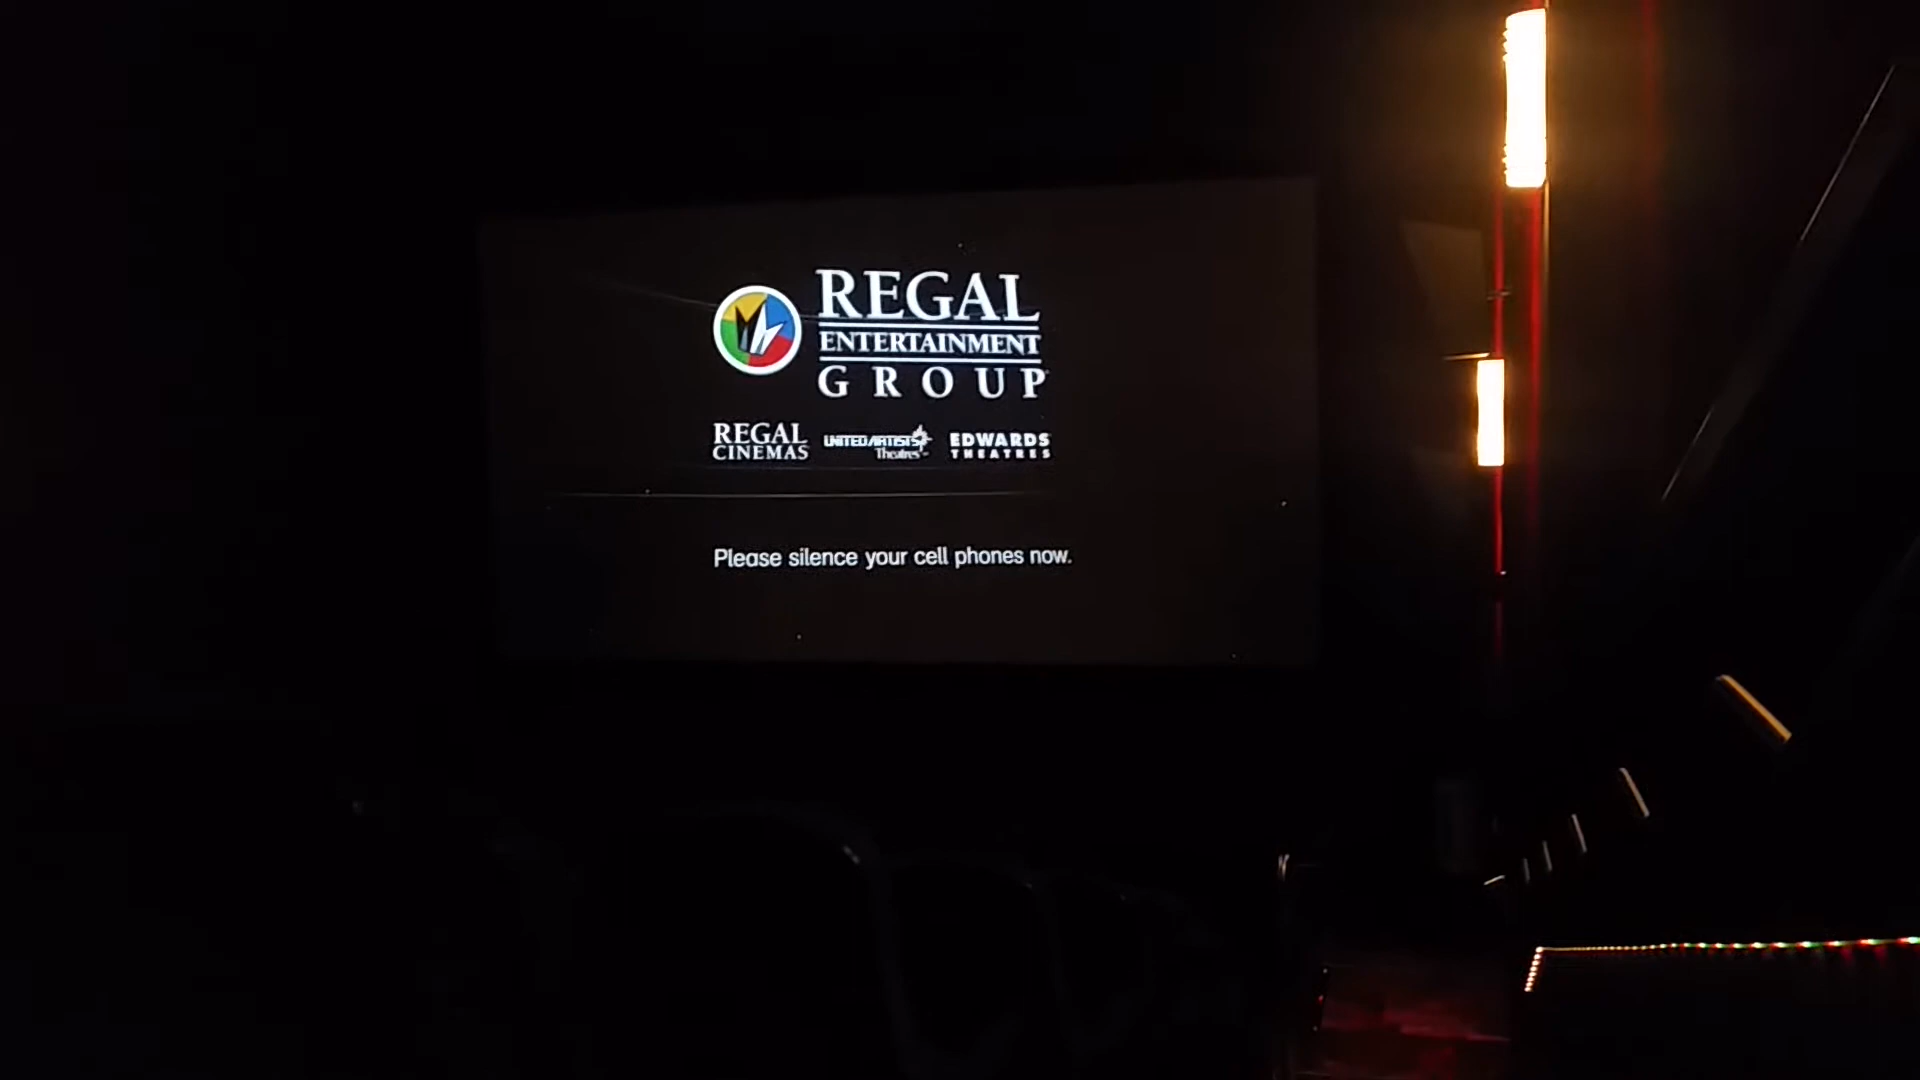 REGAL
ENTERTAINMENT
GROUP
REGAL
CINEMAS
UNITED ARTISTS
Theatres
EDWARDS
THEATRES
Please silence your cell phones now.